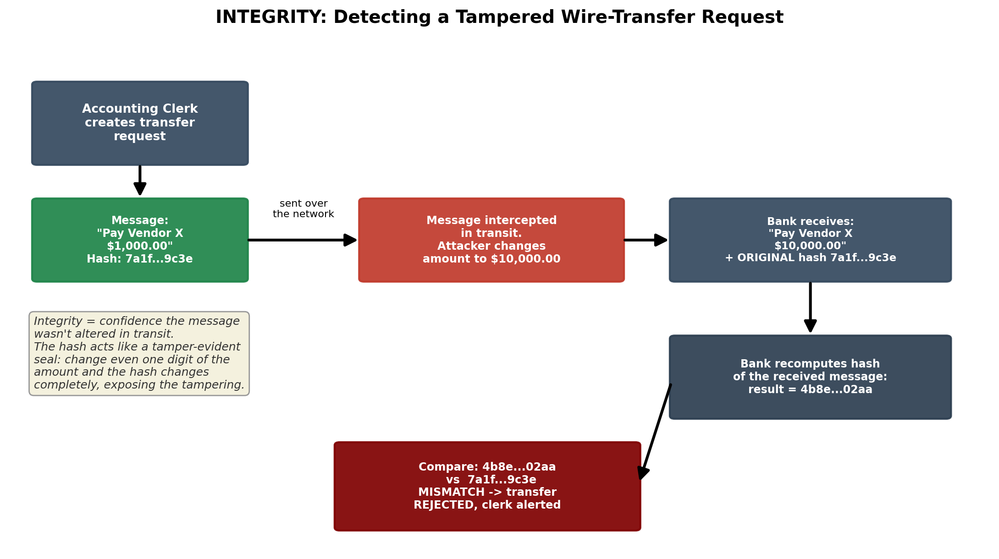 INTEGRITY: Detecting a Tampered Wire-Transfer Request
Accounting Clerk
creates transfer
request
Message:
"Pay Vendor X
$1,000.00"
Hash: 7a1f...9c3e
sent over
the network
Message intercepted
in transit.
Attacker changes
amount to $10,000.00
Bank receives:
"Pay Vendor X
$10,000.00"
+ ORIGINAL hash 7a1f...9c3e
Integrity = confidence the message
wasn't altered in transit.
The hash acts like a tamper-evident
seal: change even one digit of the
amount and the hash changes
completely, exposing the tampering.
Bank recomputes hash
of the received message:
result = 4b8e...02aa
Compare: 4b8e...02aa
vs  7a1f...9c3e
MISMATCH -> transfer
REJECTED, clerk alerted